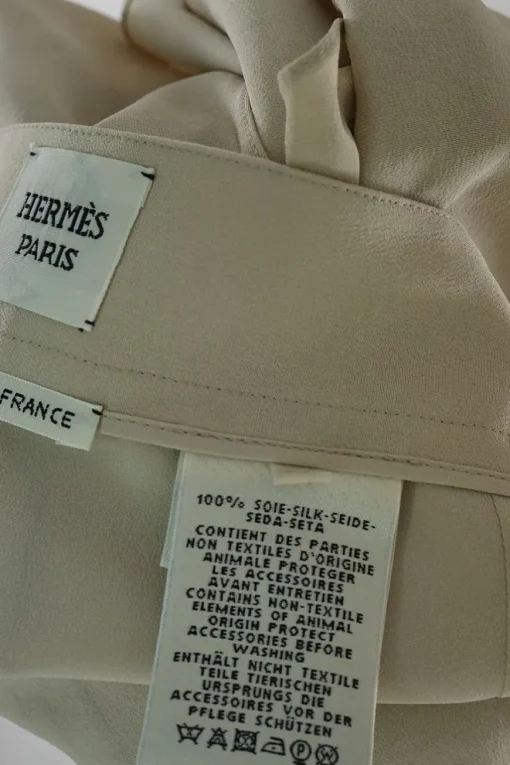 HERMÈS
PARIS
FRANCE
100% SOIE-SILK-SEIDE-
SEDA-SETA
CONTIENT DES PARTIES
NON TEXTILES D'ORIGINE
ANIMALE PROTEGER
LES ACCESSOIRES
AVANT ENTRETIEN
CONTAINS NON-TEXTILE
ELEMENTS OF ANIMAL
ORIGIN PROTECT
ACCESSORIES BEFORE
WASHING
ENTHÄLT NICHT TEXTILE
TEILE TIERISCHEN
URSPRUNGS DIE
ACCESSOIRES VOR DER
PFLEGE SCHÜTZEN
P W